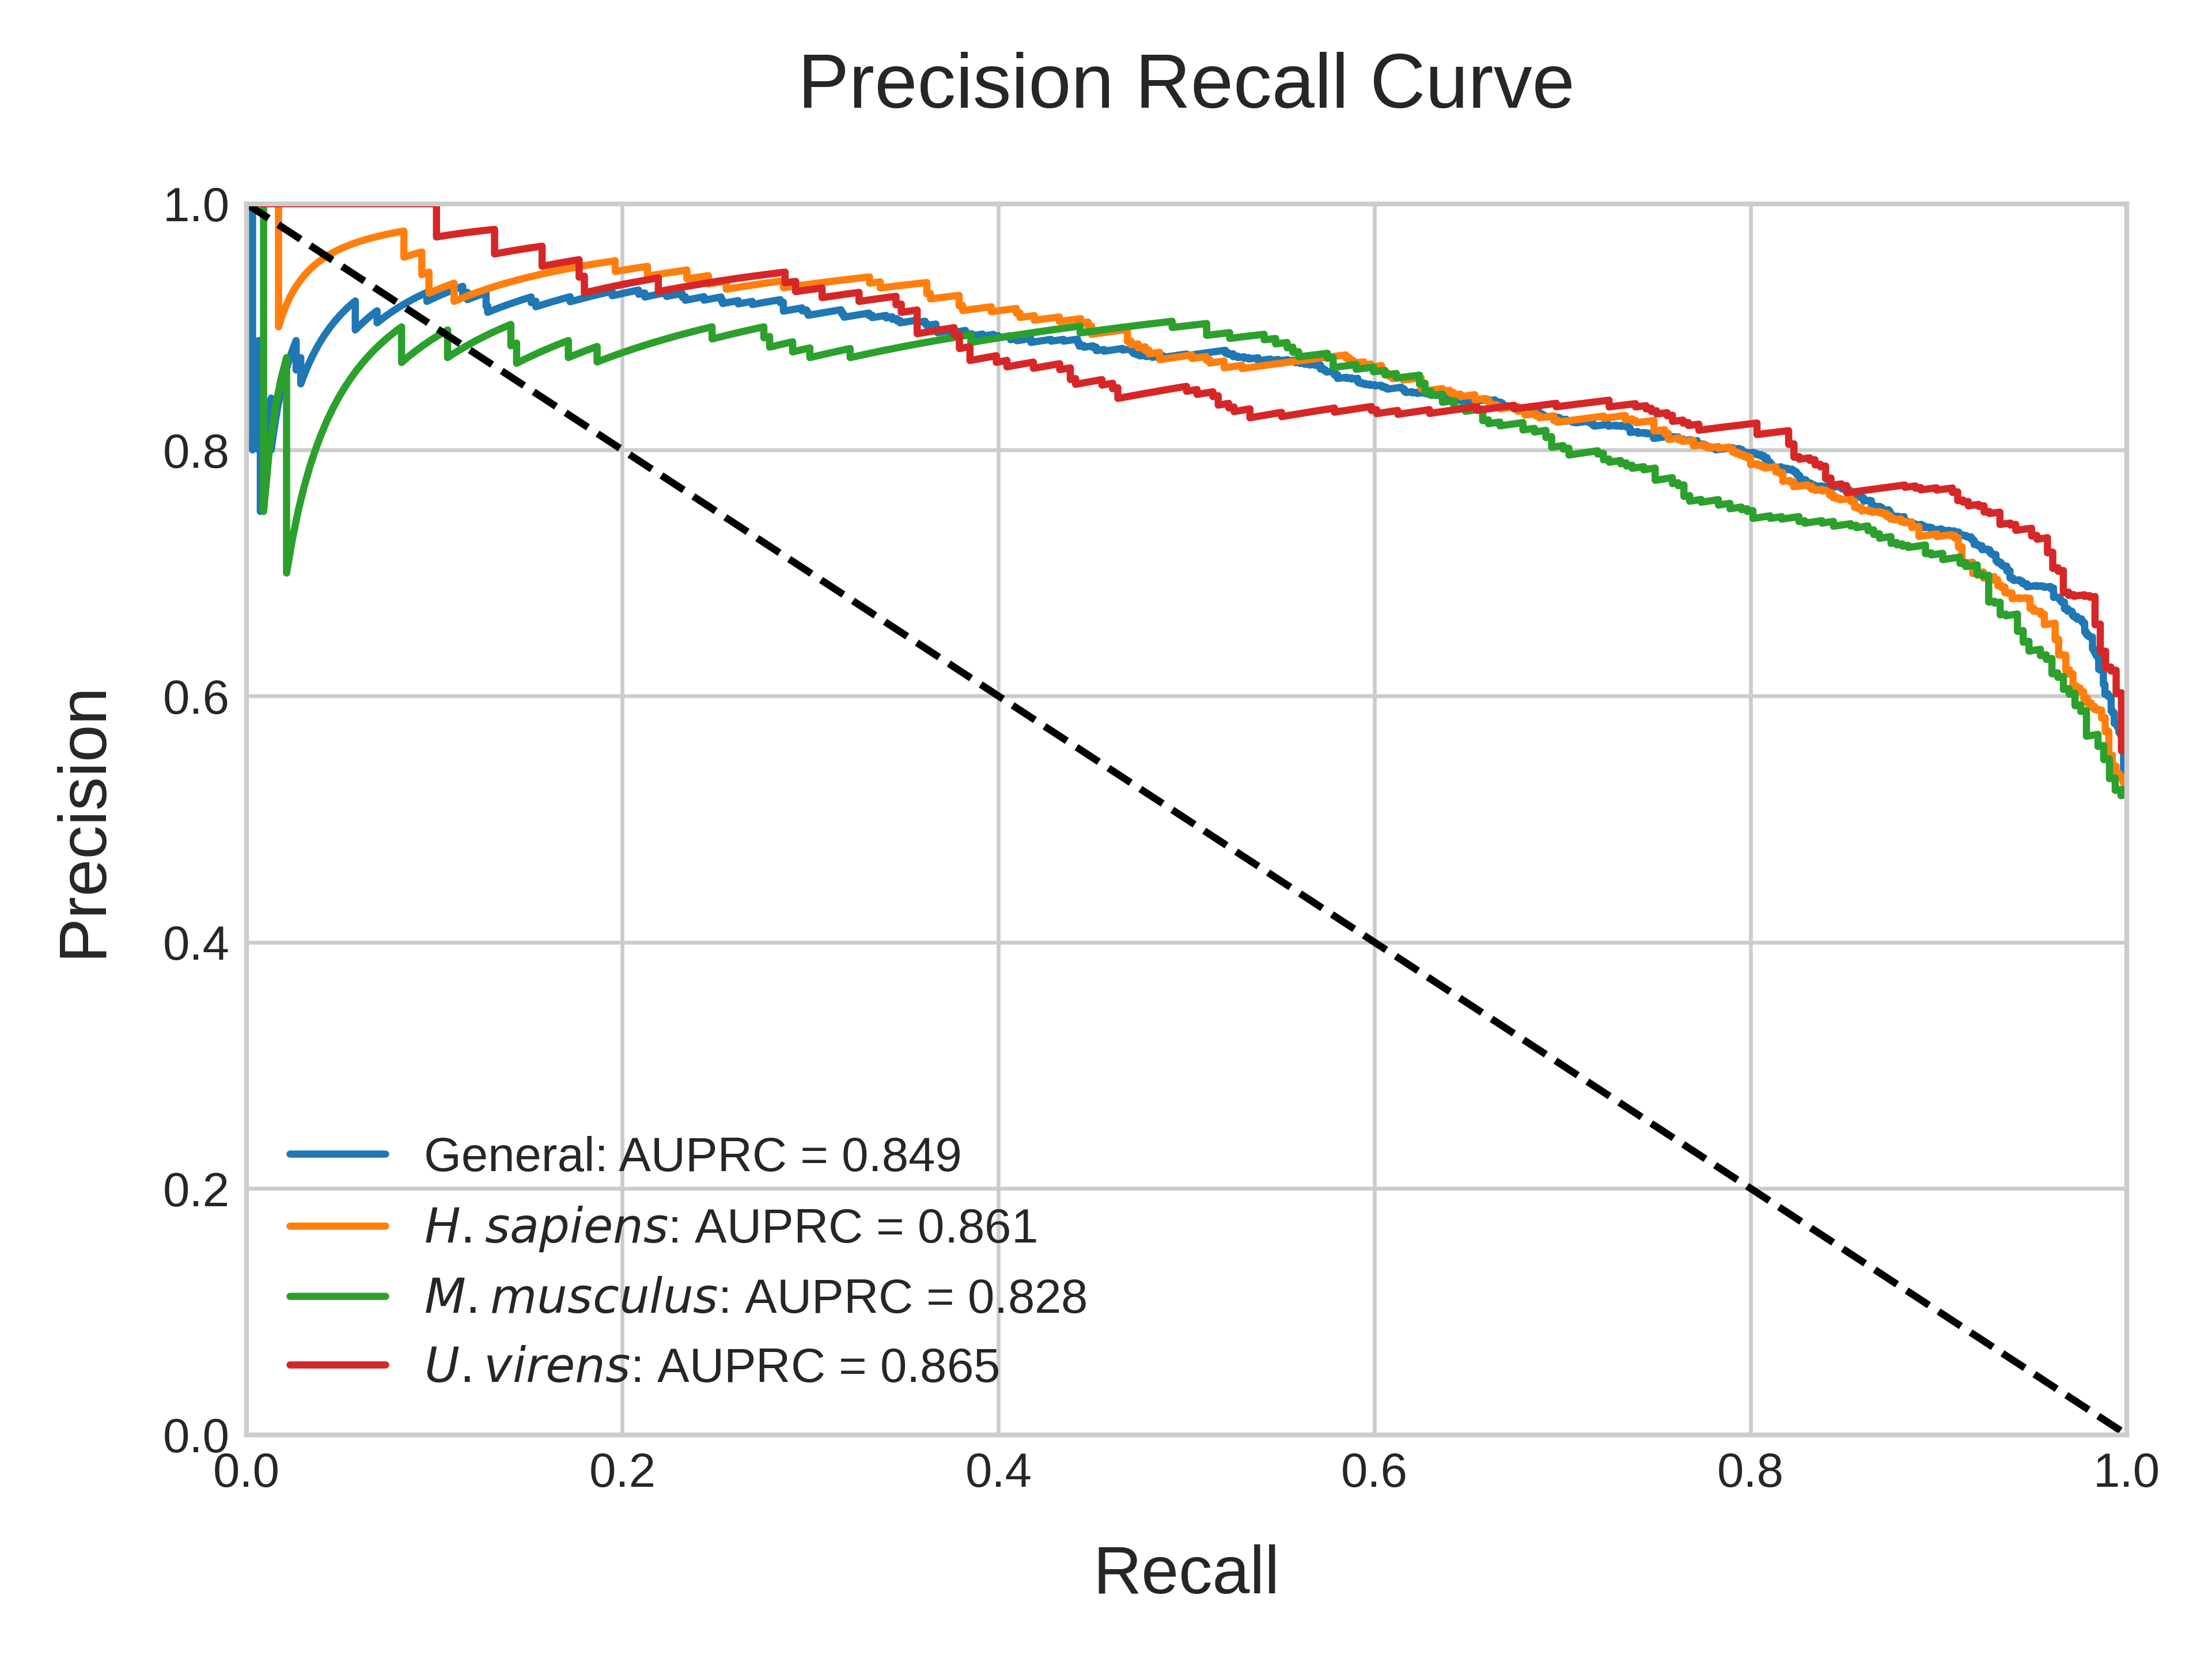 Precision Recall Curve
Precision
1.0
0.8
0.6
0.4
0.2
0.0
General: AUPRC = 0.849
H. sapiens: AUPRC = 0.861
M. musculus: AUPRC = 0.828
U. virens: AUPRC = 0.865
0.0 0.2 0.4 0.6 0.8 1.0
Recall